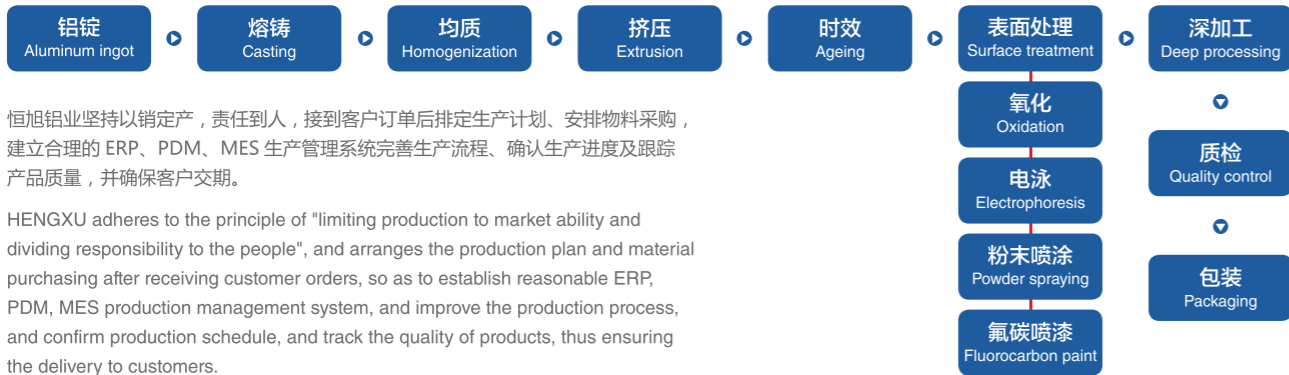 铝锭
Aluminum ingot
熔铸
Casting
均质
Homogenization
挤压
Extrusion
时效
Ageing
表面处理
Surface treatment
深加工
Deep processing
氧化
Oxidation
电泳
Electrophoresis
粉末喷涂
Powder spraying
氟碳喷漆
Fluorocarbon paint
质检
Quality control
包装
Packaging
恒旭铝业坚持以销定产，责任到人，接到客户订单后排定生产计划、安排物料采购，
建立合理的 ERP、PDM、MES 生产管理系统完善生产流程、确认生产进度及跟踪
产品质量，并确保客户交期。
HENGXU adheres to the principle of "limiting production to market ability and
dividing responsibility to the people", and arranges the production plan and material
purchasing after receiving customer orders, so as to establish reasonable ERP,
PDM, MES production management system, and improve the production process,
and confirm production schedule, and track the quality of products, thus ensuring
the delivery to customers.